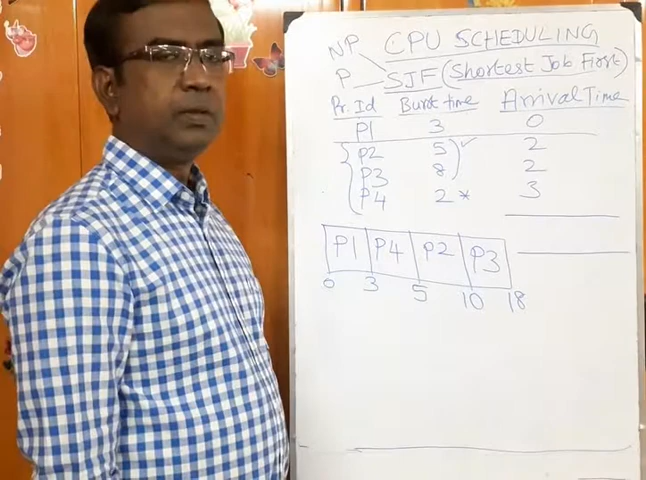 NP CPU SCHEDULING
P SJF (Shortest Job First)
Pr. Id Burst time Arrival Time
P1 3 0
P2 5 2
P3 8 2
P4 2 * 3
P1 P4 P2 P3
0 3 5 10 18